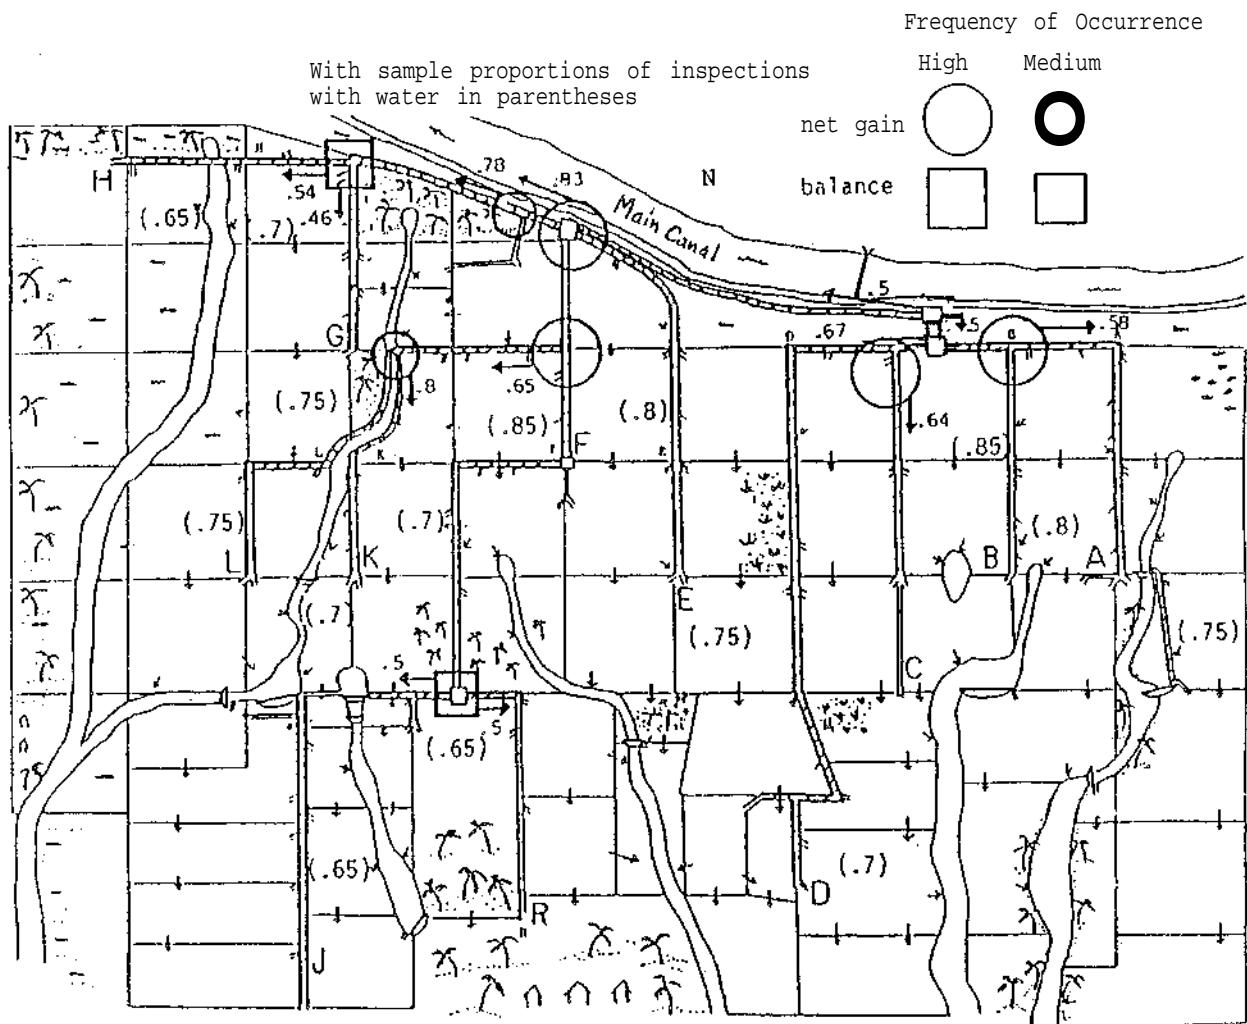 Frequency of Occurrence
High Medium
With sample proportions of inspections
with water in parentheses
net gain
balance
.78
.83
N
Main Canal
H
.54
.46
(.65)
.7)
.5
.5
.58
.67
G
.8
.65
(.75)
(.85)
F
(.8)
.64
(.85)
L
K
(.75)
(.7)
(.8)
L
K
B
A
E
(.7)
(.75)
(.75)
.5
C
.5
(.65)
(.65)
(.7)
D
R
J